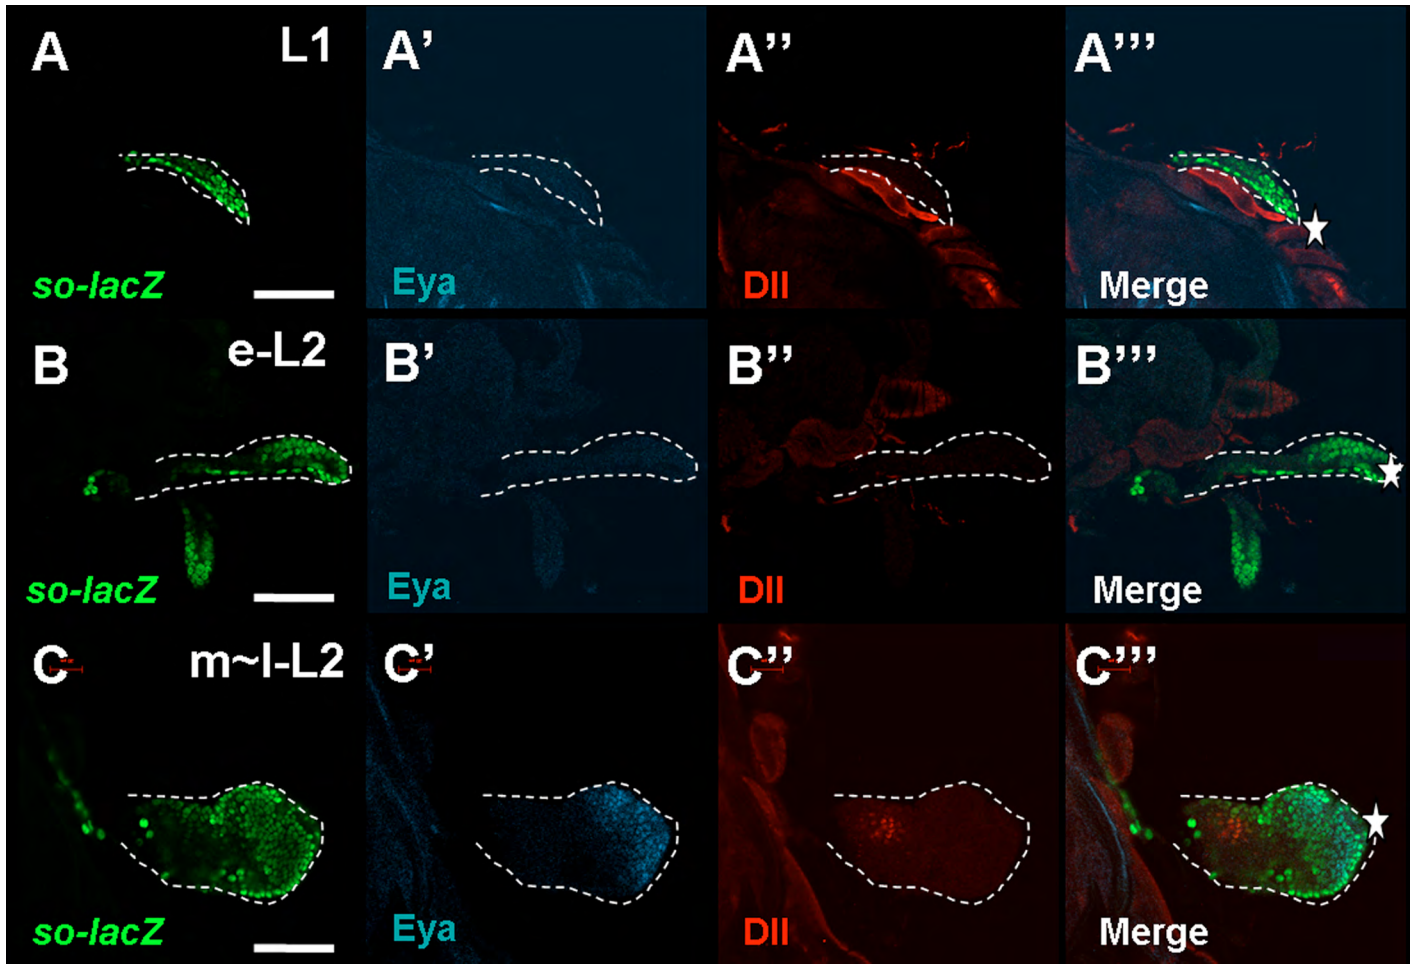 A L1 A’ A’’ A’’’
so-lacZ Eya Dll Merge
B e-L2 B’ B’’ B’’’
so-lacZ Eya Dll Merge
C m~l-L2 C’ C’’ C’’’
so-lacZ Eya Dll Merge